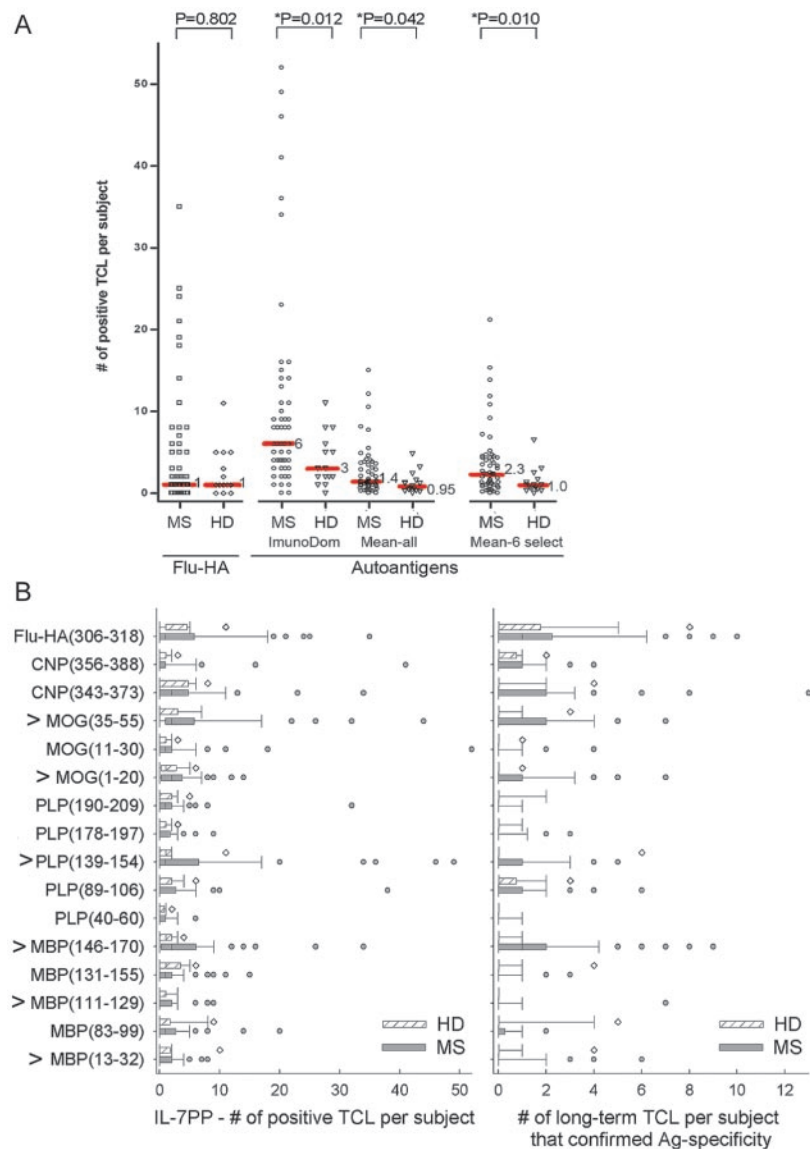 A
P=0.802
*P=0.012
*P=0.042
*P=0.010
# of positive TCL per subject
50
40
30
20
10
0
1
1
6
3
1.4
0.95
2.3
1.0
MS HD MS HD MS HD MS HD
ImunoDom Mean-all Mean-6 select
Flu-HA Autoantigens
B
Flu-HA(306-318)
CNP(356-388)
CNP(343-373)
> MOG(35-55)
MOG(11-30)
> MOG(1-20)
PLP(190-209)
PLP(178-197)
> PLP(139-154)
PLP(89-106)
PLP(40-60)
> MBP(146-170)
MBP(131-155)
> MBP(111-129)
MBP(83-99)
> MBP(13-32)
HD
MS
0 10 20 30 40 50
IL-7PP - # of positive TCL per subject
HD
MS
0 2 4 6 8 10 12
# of long-term TCL per subject
that confirmed Ag-specificity